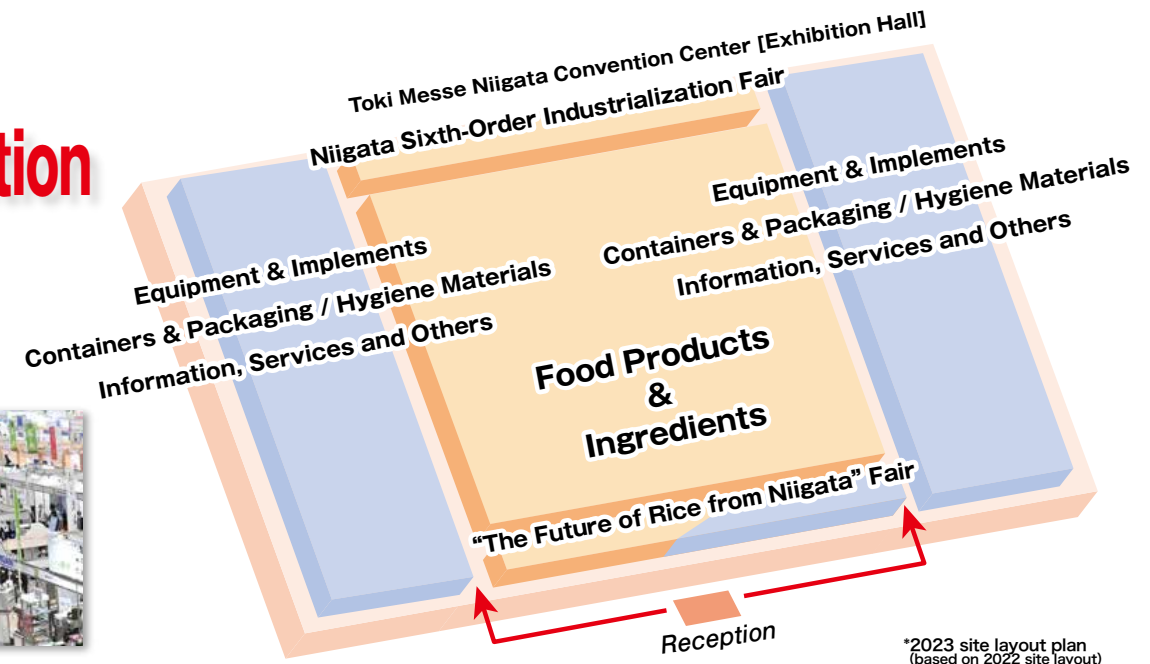 Toki Messe Niigata Convention Center [Exhibition Hall]
Niigata Sixth-Order Industrialization Fair
tion
Equipment & Implements
Containers & Packaging / Hygiene Materials
Information, Services and Others
Equipment & Implements
Containers & Packaging / Hygiene Materials
Information, Services and Others
Food Products
&
Ingredients
“The Future of Rice from Niigata” Fair
Reception
*2023 site layout plan
(based on 2022 site layout)